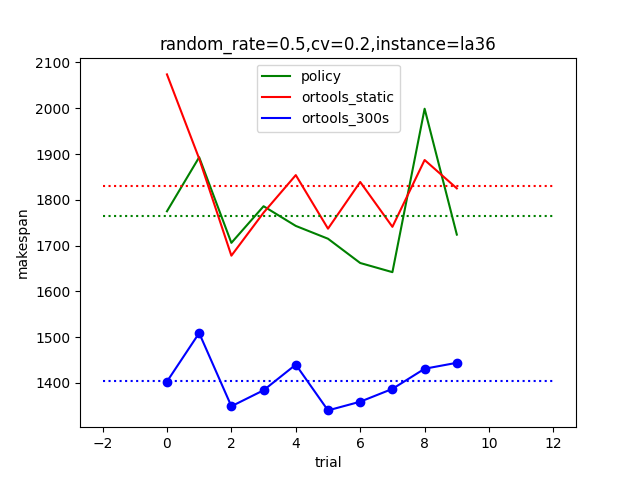 random_rate=0.5,cv=0.2,instance=la36
2100
2000
1900
1800
1700
1600
1500
1400
makespan
policy
ortools_static
ortools_300s
−2 0 2 4 6 8 10 12
trial